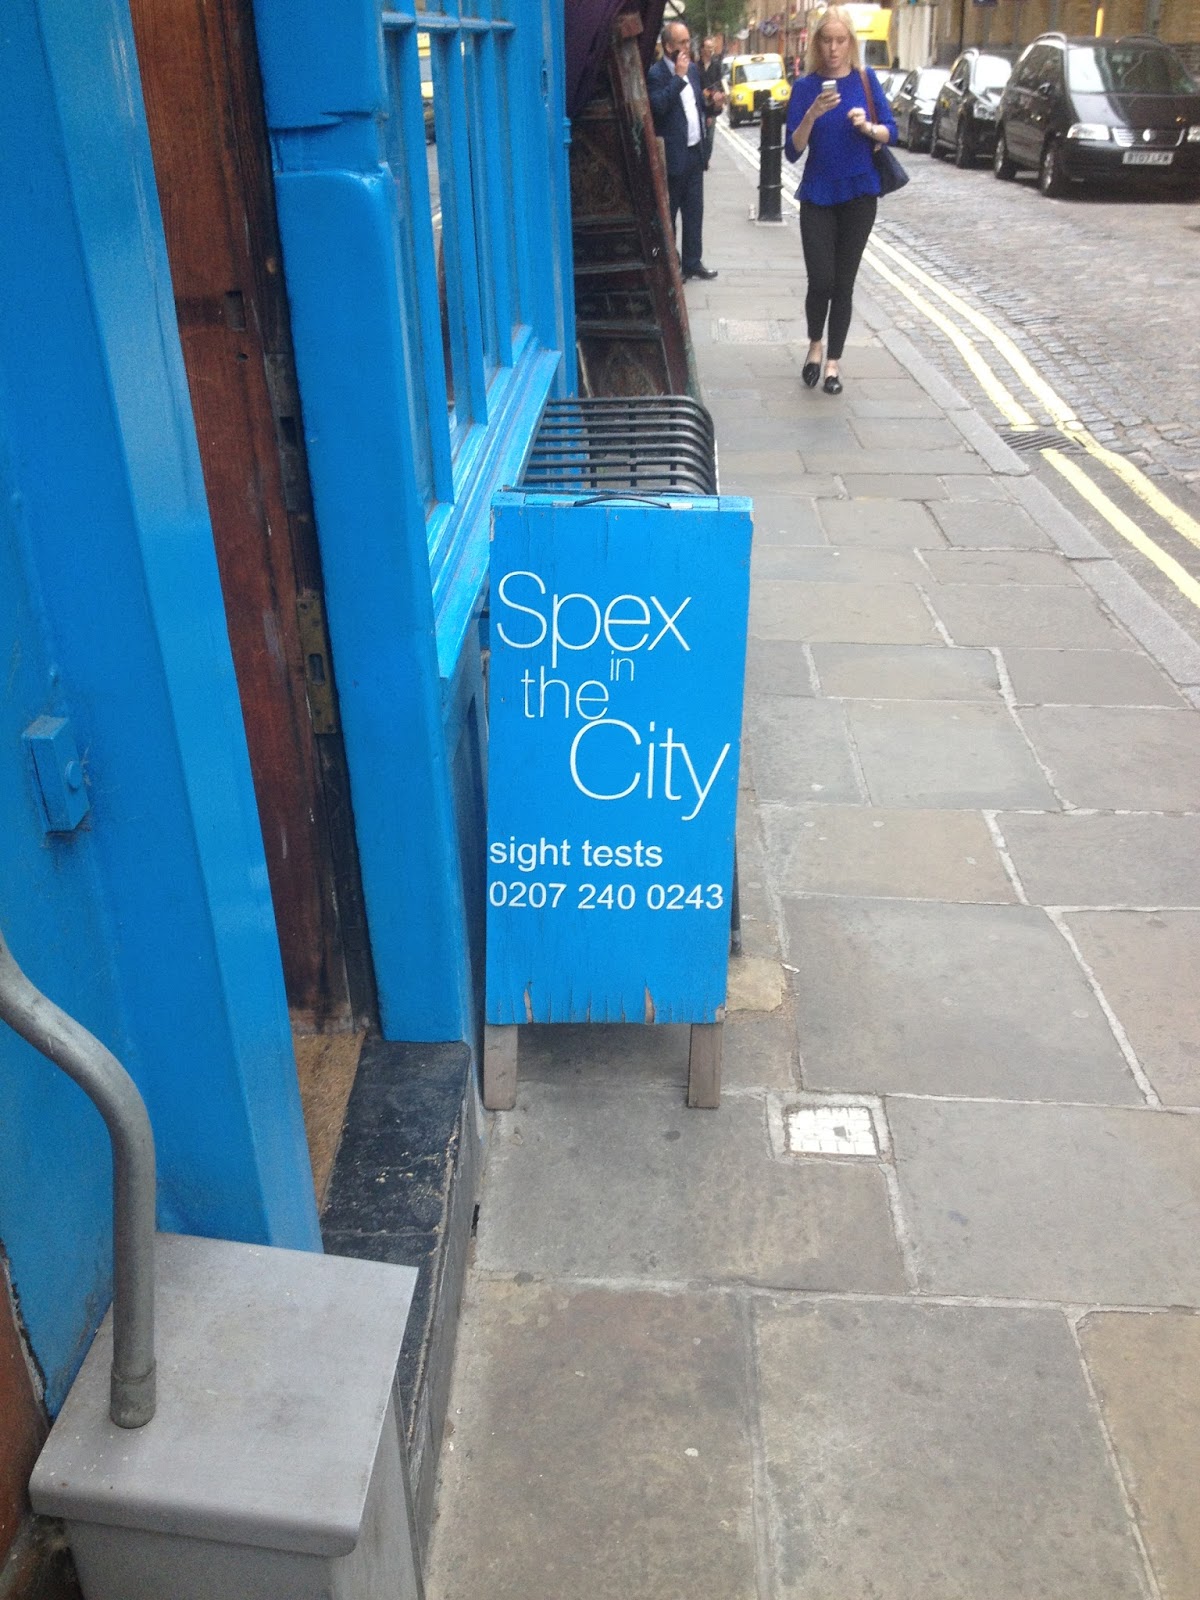 Spex
in
the
City
sight tests
0207 240 0243